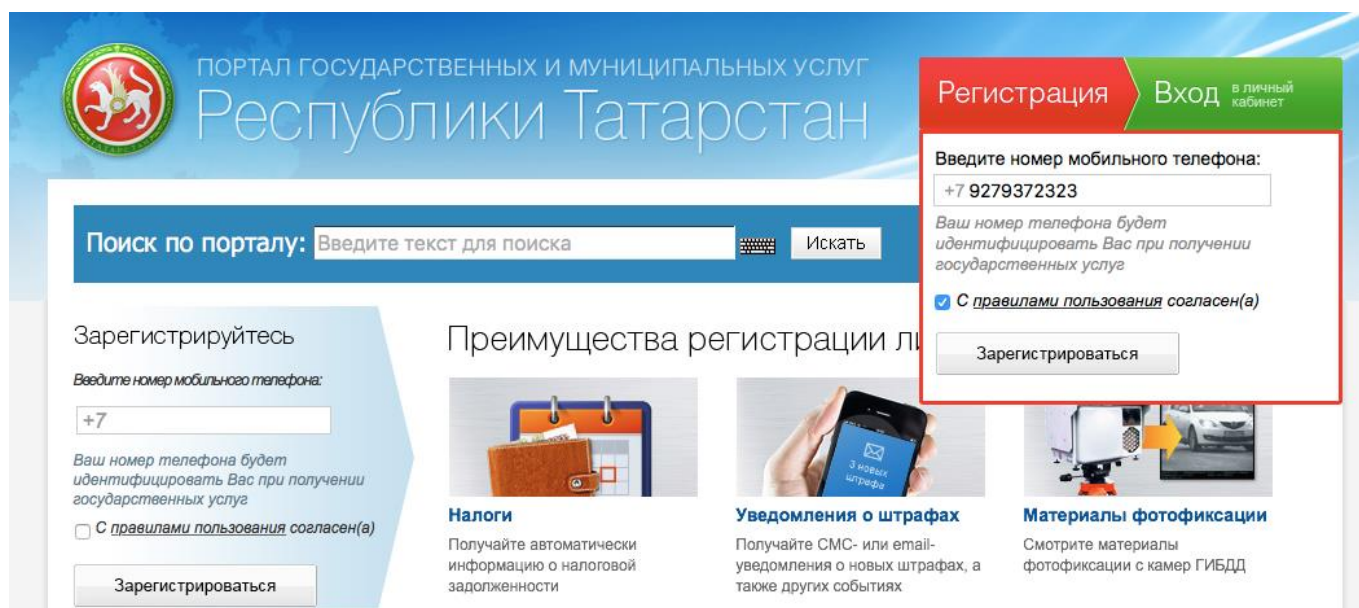 ПОРТАЛ ГОСУДАРСТВЕННЫХ И МУНИЦИПАЛЬНЫХ УСЛУГ
Республики Татарстан
ТАТАРСТАН
Регистрация
Вход в личный кабинет
Введите номер мобильного телефона:
+7 9279372323
Ваш номер телефона будет
идентифицировать Вас при получении
государственных услуг
С правилами пользования согласен(а)
Зарегистрироваться
Поиск по порталу: Введите текст для поиска Искать
Зарегистрируйтесь
Введите номер мобильного телефона:
+7
Ваш номер телефона будет
идентифицировать Вас при получении
государственных услуг
С правилами пользования согласен(а)
Зарегистрироваться
Преимущества регистрации ли
3 новых
штрафа
Налоги
Получайте автоматически
информацию о налоговой
задолженности
Уведомления о штрафах
Получайте СМС- или email-
уведомления о новых штрафах, а
также других событиях
Материалы фотофиксации
Смотрите материалы
фотофиксации с камер ГИБДД